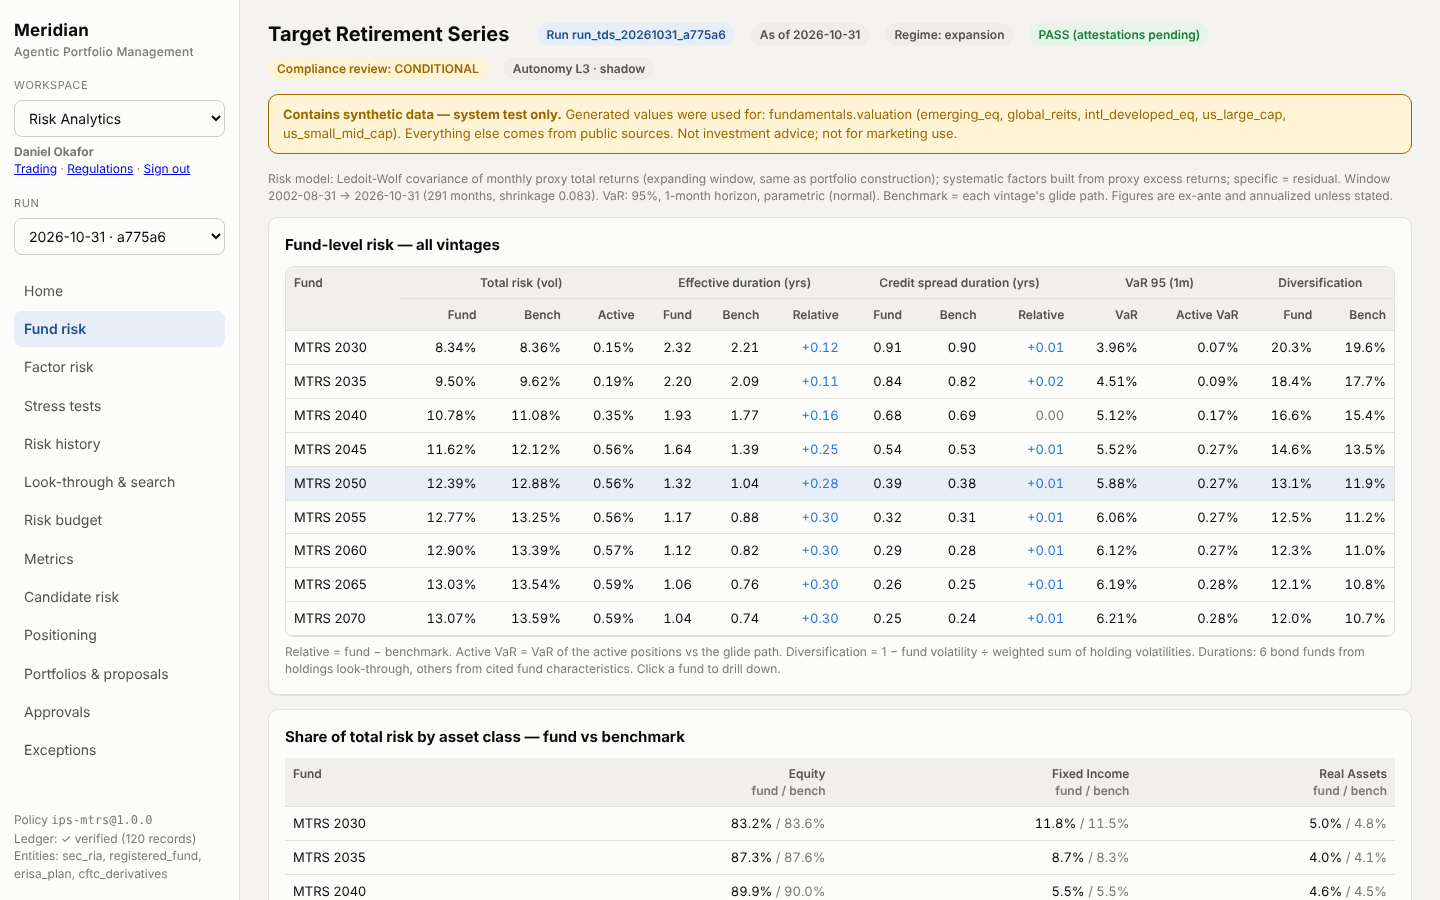 Meridian
Agentic Portfolio Management
WORKSPACE
Risk Analytics
Daniel Okafor
Trading · Regulations · Sign out
RUN
2026-10-31 · a775a6
Home
Fund risk
Factor risk
Stress tests
Risk history
Look-through & search
Risk budget
Metrics
Candidate risk
Positioning
Portfolios & proposals
Approvals
Exceptions
Policy ips-mtrs@1.0.0
Ledger: ✓ verified (120 records)
Entities: sec_ria, registered_fund,
erisa_plan, cftc_derivatives
Target Retirement Series Run run_tds_20261031_a775a6 As of 2026-10-31 Regime: expansion PASS (attestations pending)
Compliance review: CONDITIONAL Autonomy L3 · shadow
Contains synthetic data — system test only. Generated values were used for: fundamentals.valuation (emerging_eq, global_reits, intl_developed_eq, us_large_cap,
us_small_mid_cap). Everything else comes from public sources. Not investment advice; not for marketing use.
Risk model: Ledoit-Wolf covariance of monthly proxy total returns (expanding window, same as portfolio construction); systematic factors built from proxy excess returns; specific = residual. Window
2002-08-31 → 2026-10-31 (291 months, shrinkage 0.083). VaR: 95%, 1-month horizon, parametric (normal). Benchmark = each vintage's glide path. Figures are ex-ante and annualized unless stated.
Fund-level risk — all vintages
Fund Total risk (vol) Effective duration (yrs) Credit spread duration (yrs) VaR 95 (1m) Diversification
Fund Bench Active Fund Bench Relative Fund Bench Relative VaR Active VaR Fund Bench
MTRS 2030 8.34% 8.36% 0.15% 2.32 2.21 +0.12 0.91 0.90 +0.01 3.96% 0.07% 20.3% 19.6%
MTRS 2035 9.50% 9.62% 0.19% 2.20 2.09 +0.11 0.84 0.82 +0.02 4.51% 0.09% 18.4% 17.7%
MTRS 2040 10.78% 11.08% 0.35% 1.93 1.77 +0.16 0.68 0.69 0.00 5.12% 0.17% 16.6% 15.4%
MTRS 2045 11.62% 12.12% 0.56% 1.64 1.39 +0.25 0.54 0.53 +0.01 5.52% 0.27% 14.6% 13.5%
MTRS 2050 12.39% 12.88% 0.56% 1.32 1.04 +0.28 0.39 0.38 +0.01 5.88% 0.27% 13.1% 11.9%
MTRS 2055 12.77% 13.25% 0.56% 1.17 0.88 +0.30 0.32 0.31 +0.01 6.06% 0.27% 12.5% 11.2%
MTRS 2060 12.90% 13.39% 0.57% 1.12 0.82 +0.30 0.29 0.28 +0.01 6.12% 0.27% 12.3% 11.0%
MTRS 2065 13.03% 13.54% 0.59% 1.06 0.76 +0.30 0.26 0.25 +0.01 6.19% 0.28% 12.1% 10.8%
MTRS 2070 13.07% 13.59% 0.59% 1.04 0.74 +0.30 0.25 0.24 +0.01 6.21% 0.28% 12.0% 10.7%
Relative = fund − benchmark. Active VaR = VaR of the active positions vs the glide path. Diversification = 1 − fund volatility ÷ weighted sum of holding volatilities. Durations: 6 bond funds from
holdings look-through, others from cited fund characteristics. Click a fund to drill down.
Share of total risk by asset class — fund vs benchmark
Fund Equity Fixed Income Real Assets
fund / bench fund / bench fund / bench
MTRS 2030 83.2% / 83.6% 11.8% / 11.5% 5.0% / 4.8%
MTRS 2035 87.3% / 87.6% 8.7% / 8.3% 4.0% / 4.1%
MTRS 2040 89.9% / 90.0% 5.5% / 5.5% 4.6% / 4.5%